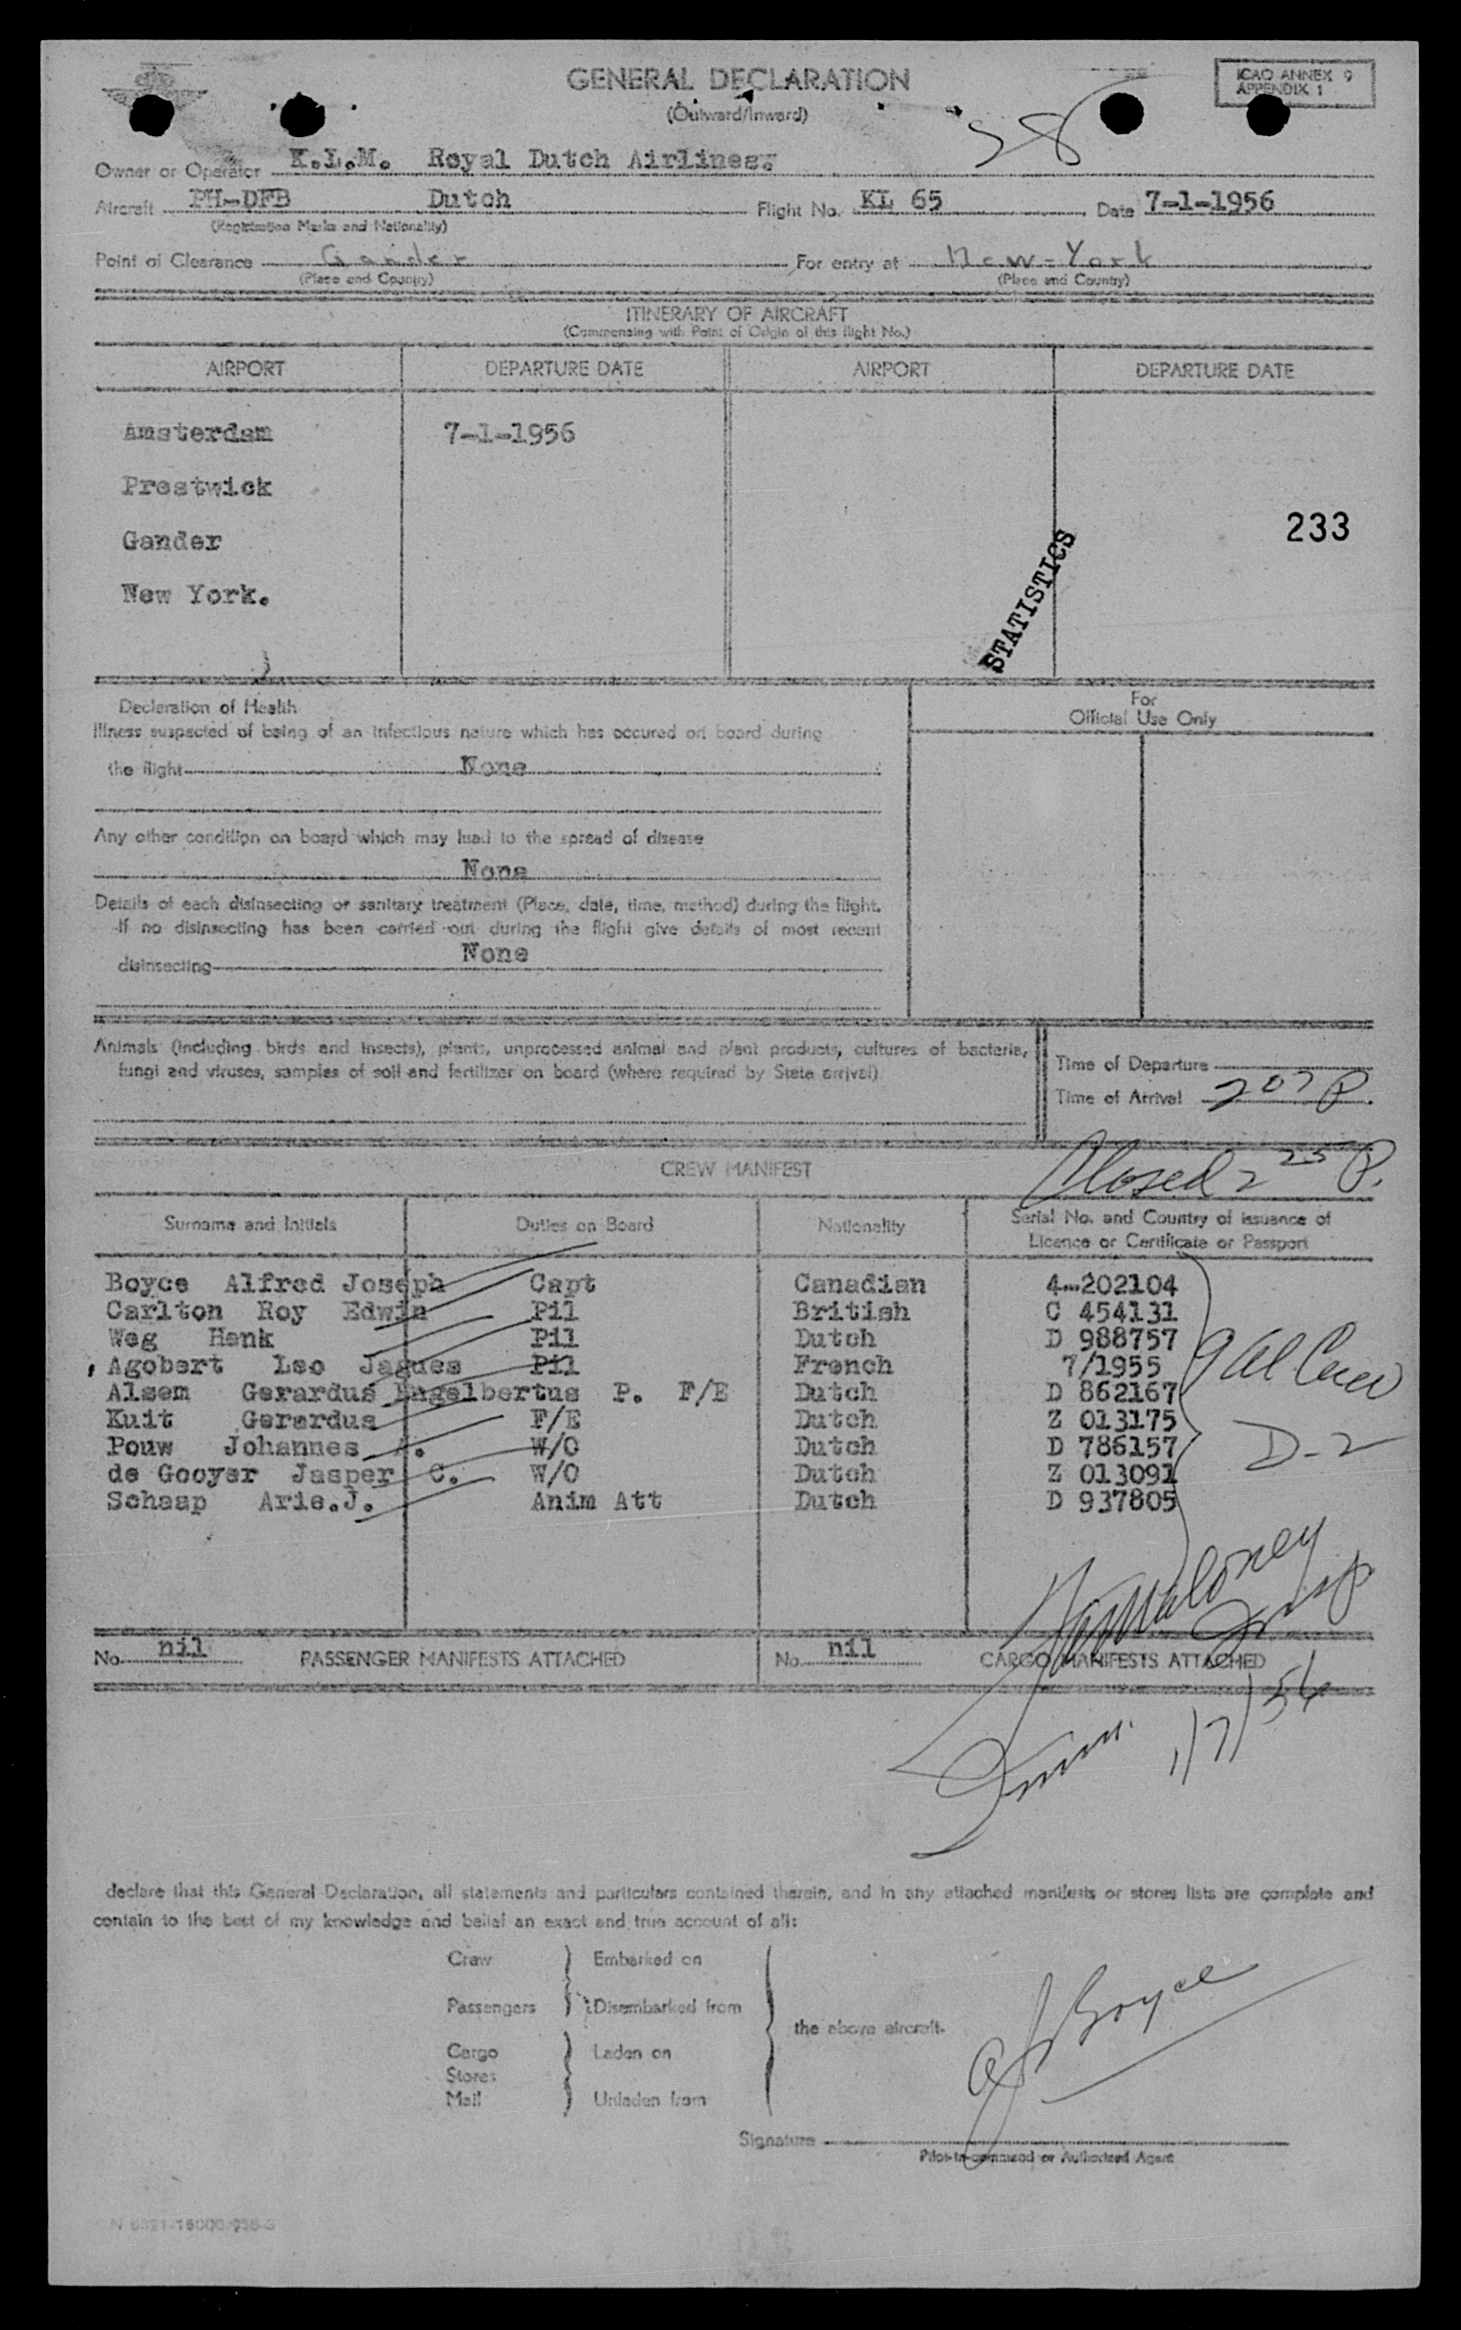 GENERAL DECLARATION
(Outward/Inward)
ICAO ANNEX 9
APPENDIX 1
Owner or Operator K.L.M. Royal Dutch Airlines,
Aircraft PH-DFB Dutch Flight No. KL 65 Date 7-1-1956
(Registration Marks and Nationality)
Point of Clearance Gander For entry at New-York
(Place and Country) (Place and Country)
ITINERARY OF AIRCRAFT
(Commencing with Point of Origin of this flight No.)
AIRPORT DEPARTURE DATE AIRPORT DEPARTURE DATE
Amsterdam 7-1-1956
Prestwick
Gander
New York.
233
STATISTICS
Declaration of Health
Illness suspected of being of an infectious nature which has occured on board during
the flight None
Any other condition on board which may lead to the spread of disease
None
Details of each disinsecting or sanitary treatment (Place, date, time, method) during the flight.
If no disinsecting has been carried out during the flight give details of most recent
disinsecting None
For
Official Use Only
Animals (including birds and insects), plants, unprocessed animal and plant products, cultures of bacteria,
fungi and viruses, samples of soil and fertilizer on board (where required by State arrival)
Time of Departure
Time of Arrival 207 P.
Closed 2 25 P.
CREW MANIFEST
Surname and Initials Duties on Board Nationality Serial No. and Country of issuance of
Licence or Certificate or Passport
Boyce Alfred Joseph Capt Canadian 4-202104
Carlton Roy Edwin Pil British C 454131
Weg Henk Pil Dutch D 988757
Agobert Leo Jaques Pil French 7/1955
Alsem Gerardus Engelbertus P. F/E Dutch D 862167
Kuit Gerardus F/E Dutch Z 013175
Pouw Johannes . W/O Dutch D 786157
de Gooyer Jasper C. W/O Dutch Z 013091
Schaap Arie.J. Anim Att Dutch D 937805
D-2
No. nil PASSENGER MANIFESTS ATTACHED No. nil CARGO MANIFESTS ATTACHED
1/7/56
declare that this General Declaration, all statements and particulars contained therein, and in any attached manifests or stores lists are complete and
contain to the best of my knowledge and belief an exact and true account of all:
Crew Embarked on
Passengers Disembarked from
the above aircraft.
Cargo Laden on
Stores
Mail Unladen from
AJ Boyce
Signature
Pilot-in-command or Authorised Agent